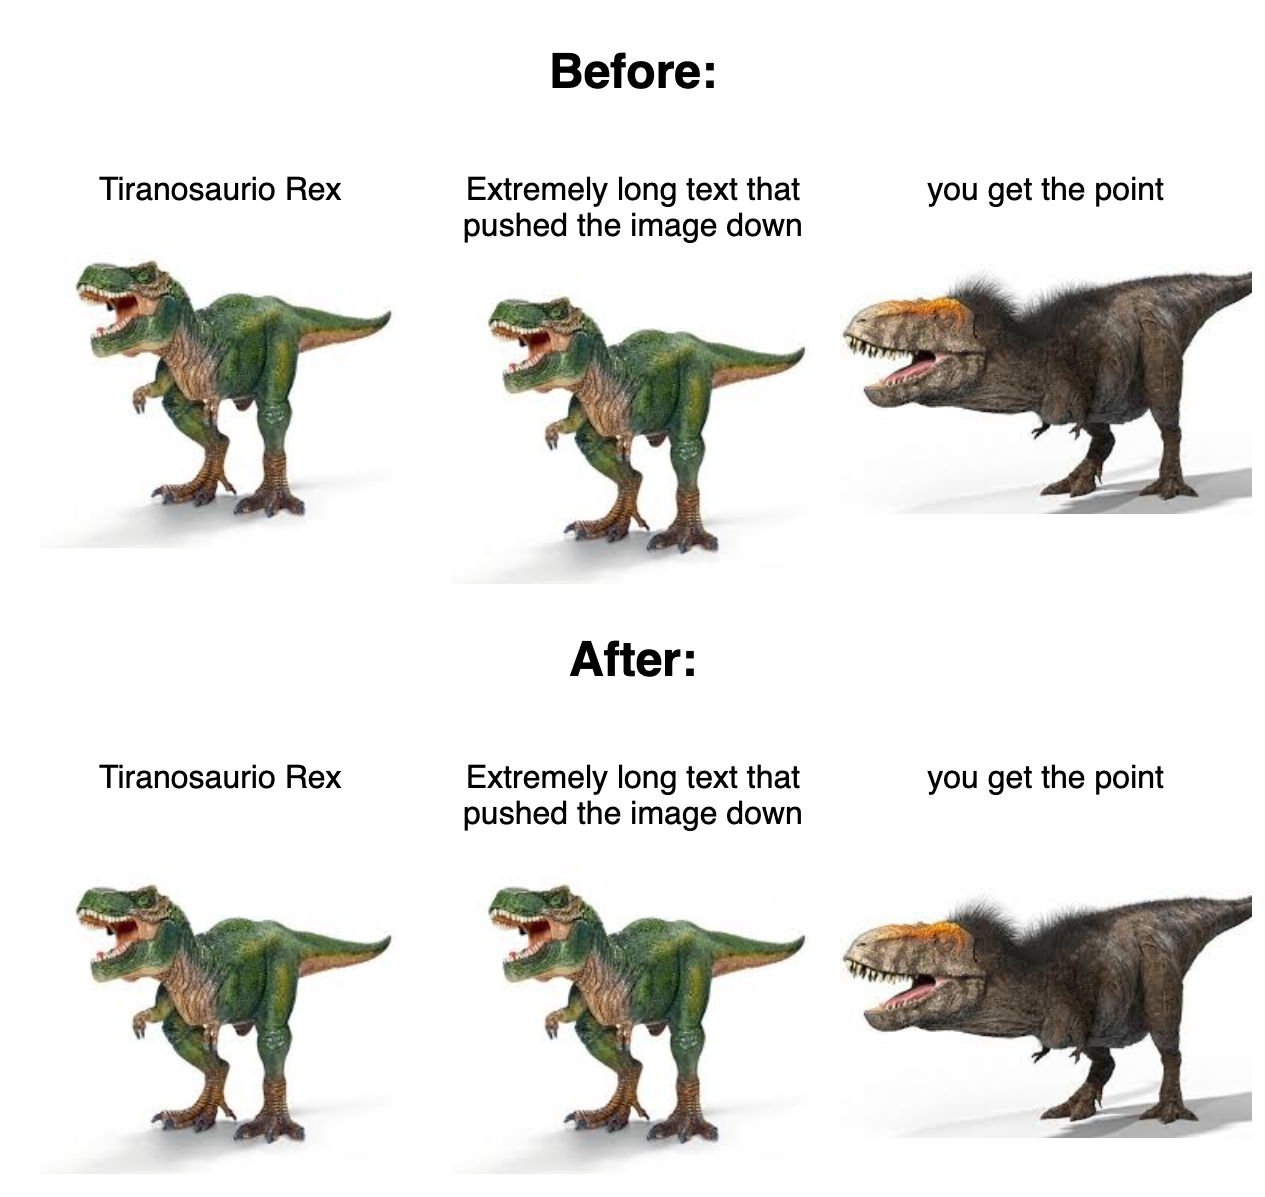 Before:
Tiranosaurio Rex
Extremely long text that
pushed the image down
you get the point
After:
Tiranosaurio Rex
Extremely long text that
pushed the image down
you get the point